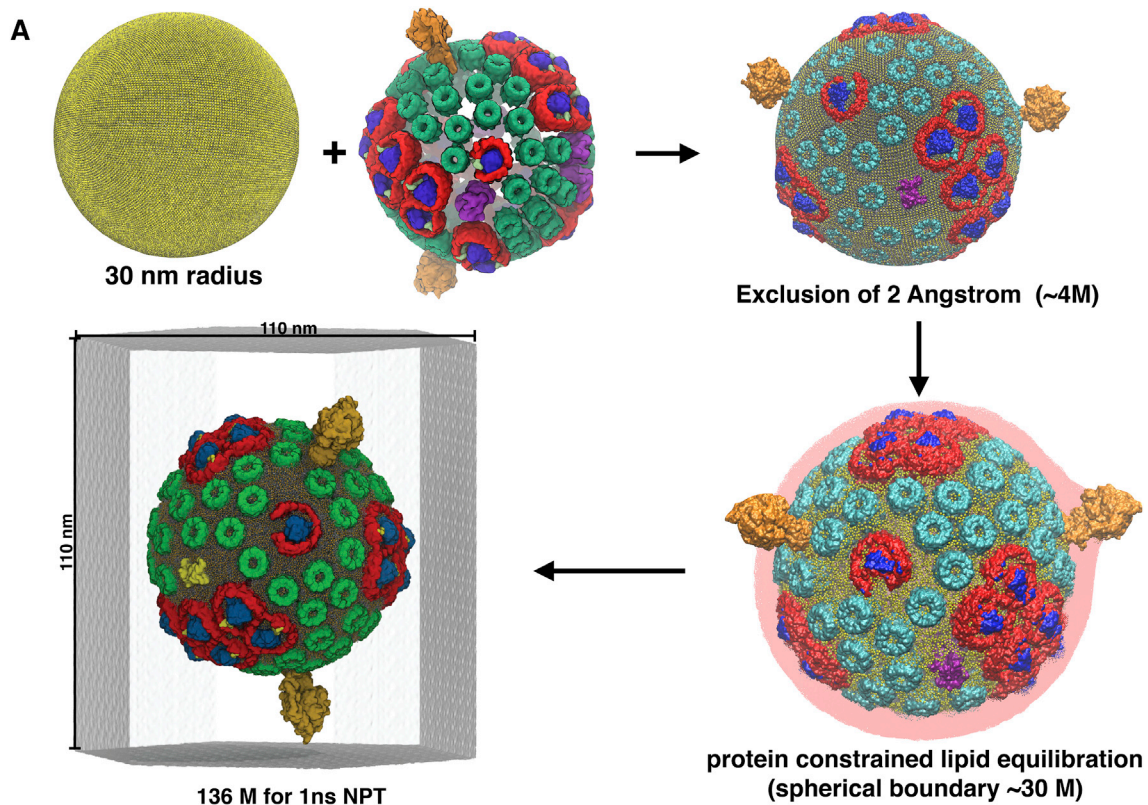 A
+
30 nm radius
Exclusion of 2 Angstrom (~4M)
110 nm
110 nm
136 M for 1ns NPT
protein constrained lipid equilibration
(spherical boundary ~30 M)